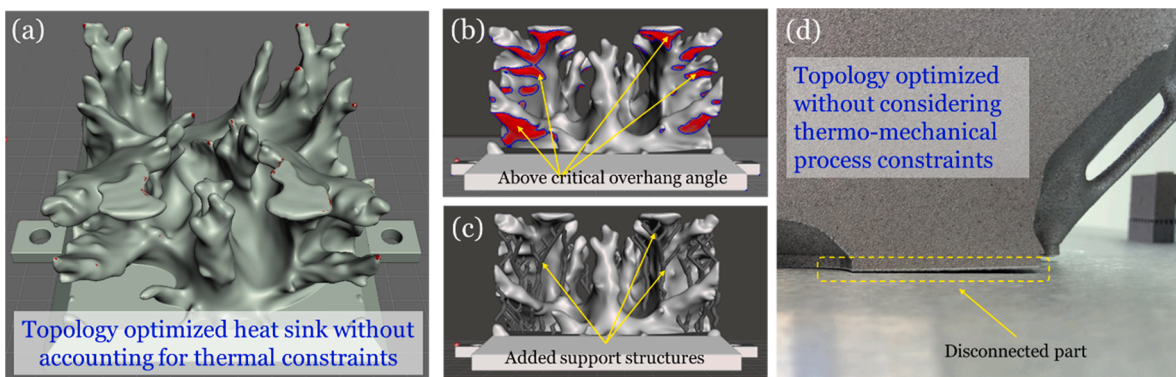 (a)
Topology optimized heat sink without
accounting for thermal constraints
(b)
Above critical overhang angle
(c)
Added support structures
(d)
Topology optimized
without considering
thermo-mechanical
process constraints
Disconnected part